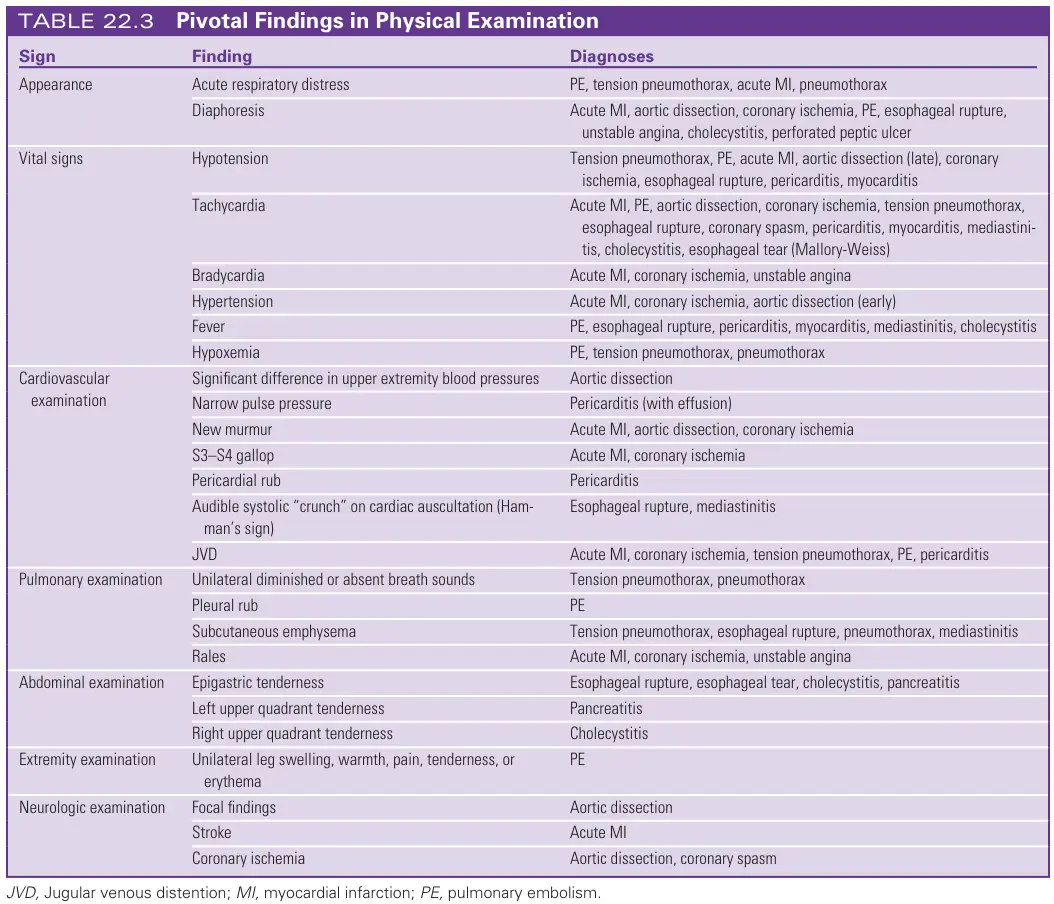 TABLE 22.3 Pivotal Findings in Physical Examination
Sign Finding Diagnoses
Appearance Acute respiratory distress PE, tension pneumothorax, acute MI, pneumothorax
Diaphoresis Acute MI, aortic dissection, coronary ischemia, PE, esophageal rupture,
unstable angina, cholecystitis, perforated peptic ulcer
Vital signs Hypotension Tension pneumothorax, PE, acute MI, aortic dissection (late), coronary
ischemia, esophageal rupture, pericarditis, myocarditis
Tachycardia Acute MI, PE, aortic dissection, coronary ischemia, tension pneumothorax,
esophageal rupture, coronary spasm, pericarditis, myocarditis, mediastini-
tis, cholecystitis, esophageal tear (Mallory-Weiss)
Bradycardia Acute MI, coronary ischemia, unstable angina
Hypertension Acute MI, coronary ischemia, aortic dissection (early)
Fever PE, esophageal rupture, pericarditis, myocarditis, mediastinitis, cholecystitis
Hypoxemia PE, tension pneumothorax, pneumothorax
Cardiovascular Significant difference in upper extremity blood pressures Aortic dissection
examination Narrow pulse pressure Pericarditis (with effusion)
New murmur Acute MI, aortic dissection, coronary ischemia
S3–S4 gallop Acute MI, coronary ischemia
Pericardial rub Pericarditis
Audible systolic “crunch” on cardiac auscultation (Ham- Esophageal rupture, mediastinitis
man’s sign)
JVD Acute MI, coronary ischemia, tension pneumothorax, PE, pericarditis
Pulmonary examination Unilateral diminished or absent breath sounds Tension pneumothorax, pneumothorax
Pleural rub PE
Subcutaneous emphysema Tension pneumothorax, esophageal rupture, pneumothorax, mediastinitis
Rales Acute MI, coronary ischemia, unstable angina
Abdominal examination Epigastric tenderness Esophageal rupture, esophageal tear, cholecystitis, pancreatitis
Left upper quadrant tenderness Pancreatitis
Right upper quadrant tenderness Cholecystitis
Extremity examination Unilateral leg swelling, warmth, pain, tenderness, or PE
erythema
Neurologic examination Focal findings Aortic dissection
Stroke Acute MI
Coronary ischemia Aortic dissection, coronary spasm
JVD, Jugular venous distention; MI, myocardial infarction; PE, pulmonary embolism.